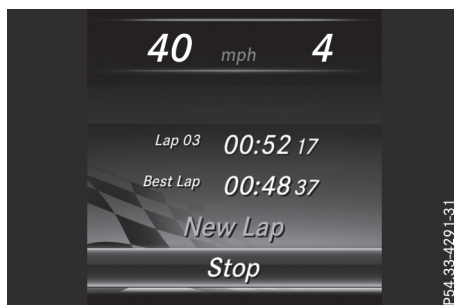 40 mph 4
Lap 03 00:52 17
Best Lap 00:48 37
New Lap
Stop
P54.33-4291-31